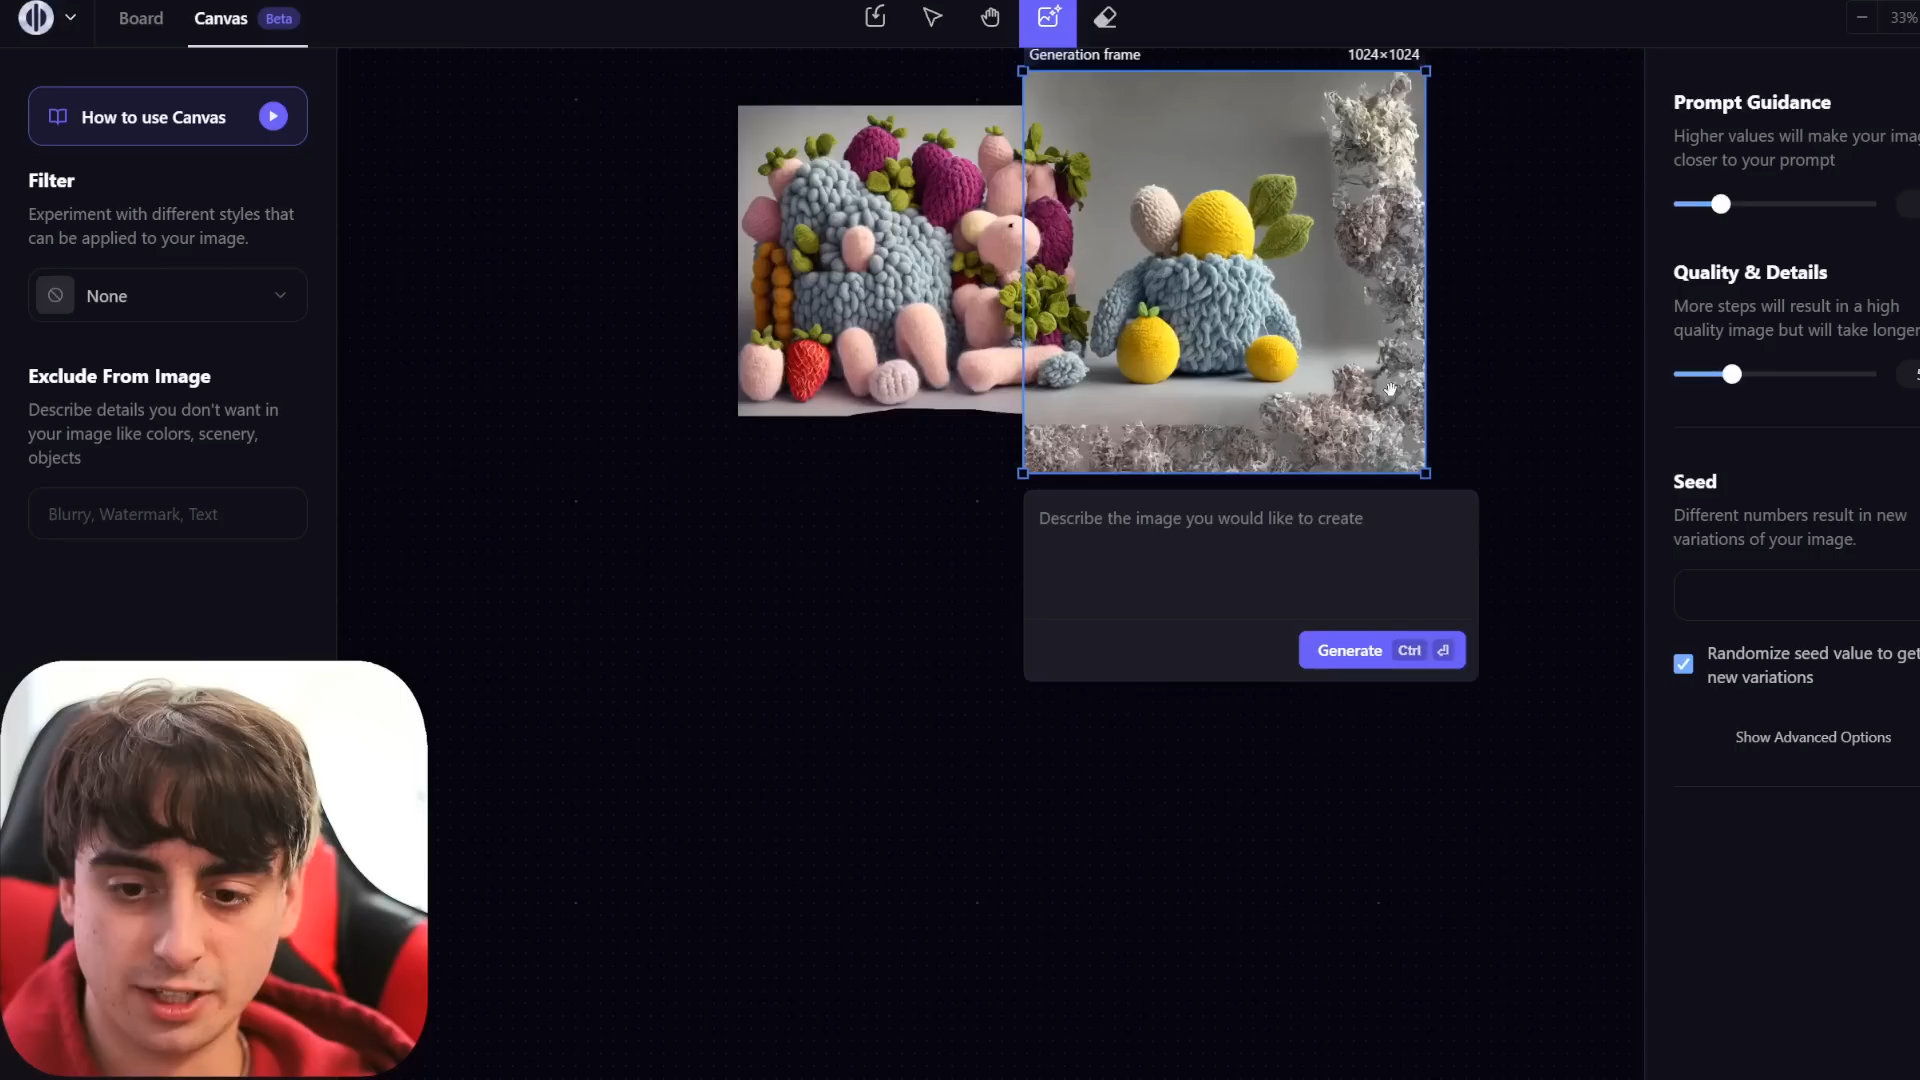 Board
Canvas Beta
33%
How to use Canvas
Filter
Experiment with different styles that
can be applied to your image.
None
Exclude From Image
Describe details you don't want in
your image like colors, scenery,
objects
Blurry, Watermark, Text
Generation frame 1024×1024
Describe the image you would like to create
Generate Ctrl
Prompt Guidance
Higher values will make your
closer to your prompt
Quality & Details
More steps will result in a high
quality image but will take longer
Seed
Different numbers result in new
variations of your image.
Randomize seed value to get
new variations
Show Advanced Options